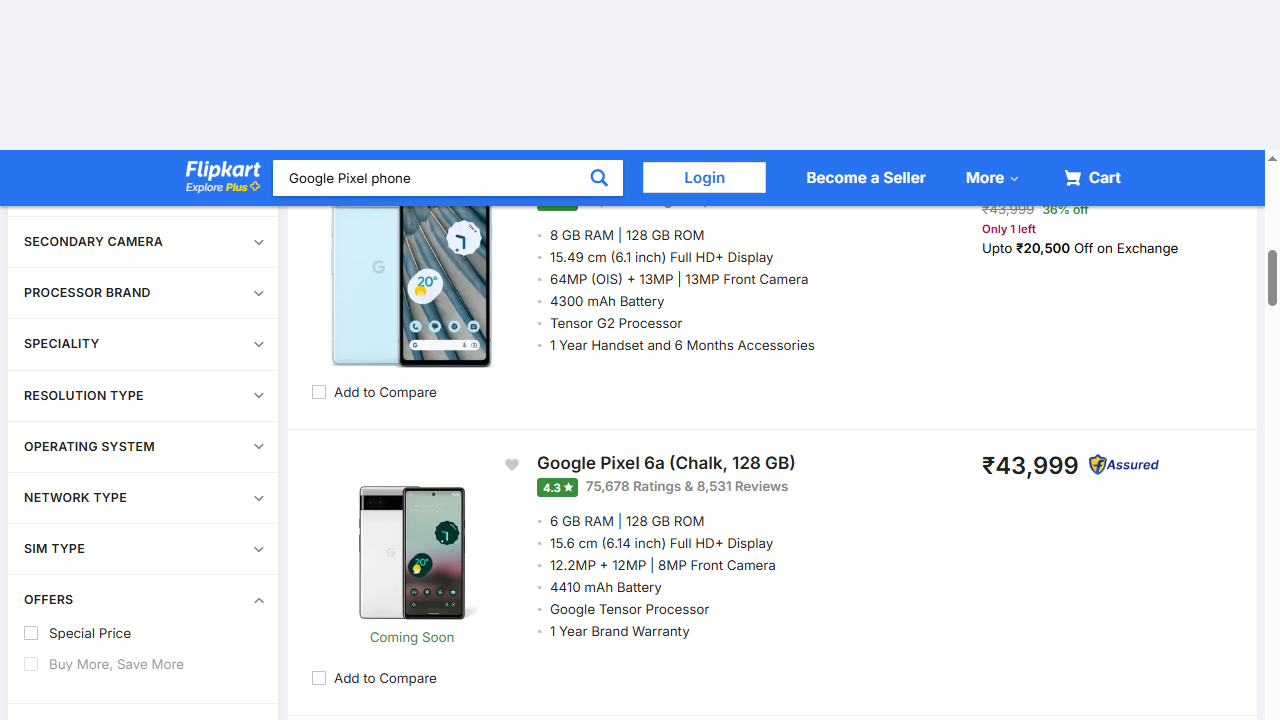 Flipkart
Explore Plus
Google Pixel phone
Login
Become a Seller
More
Cart
SECONDARY CAMERA
PROCESSOR BRAND
SPECIALITY
RESOLUTION TYPE
OPERATING SYSTEM
NETWORK TYPE
SIM TYPE
OFFERS
Special Price
Buy More, Save More
20°
8 GB RAM | 128 GB ROM
15.49 cm (6.1 inch) Full HD+ Display
64MP (OIS) + 13MP | 13MP Front Camera
4300 mAh Battery
Tensor G2 Processor
1 Year Handset and 6 Months Accessories
₹43,999 36% off
Only 1 left
Upto ₹20,500 Off on Exchange
Add to Compare
Google Pixel 6a (Chalk, 128 GB)
4.3 ★ 75,678 Ratings & 8,531 Reviews
6 GB RAM | 128 GB ROM
15.6 cm (6.14 inch) Full HD+ Display
12.2MP + 12MP | 8MP Front Camera
4410 mAh Battery
Google Tensor Processor
1 Year Brand Warranty
₹43,999
Assured
20°
Coming Soon
Add to Compare